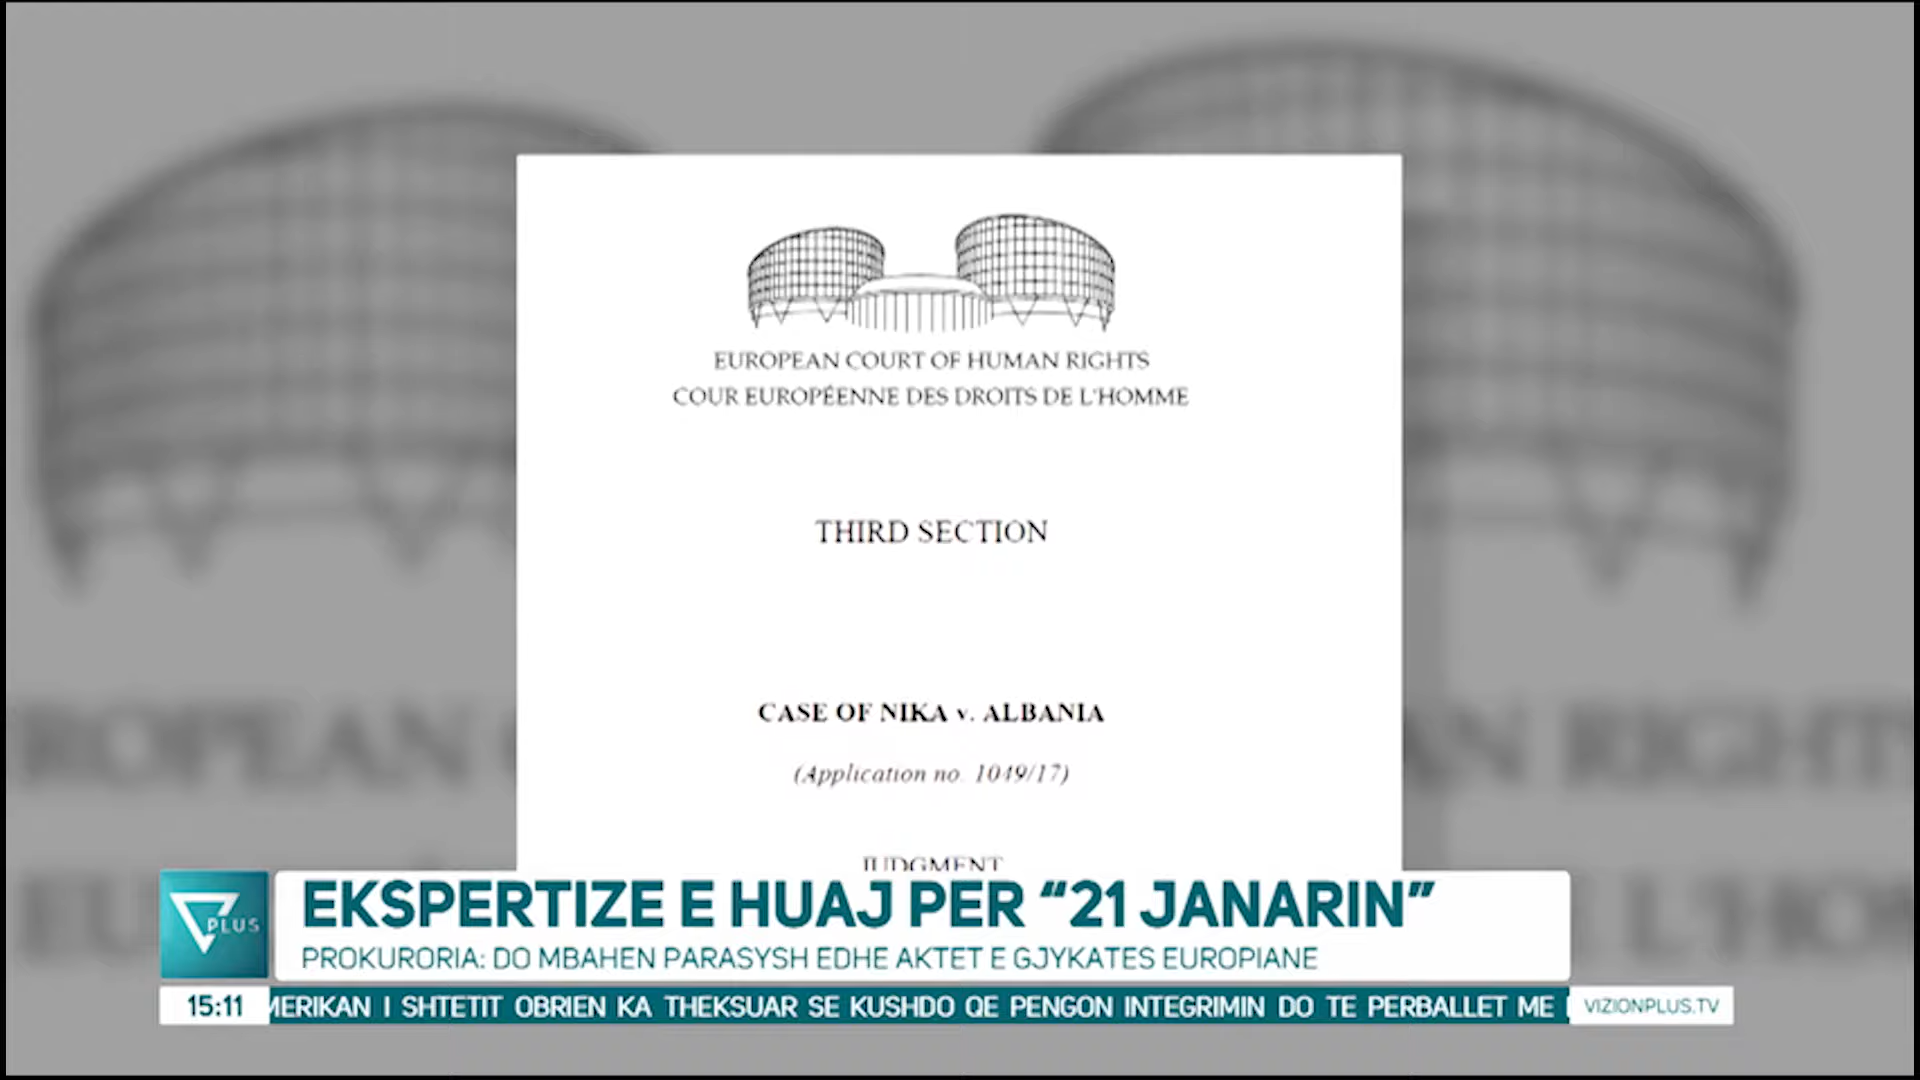 EUROPEAN COURT OF HUMAN RIGHTS
COUR EUROPÉENNE DES DROITS DE L'HOMME
THIRD SECTION
CASE OF NIKA v. ALBANIA
(Application no. 1049/17)
JUDGMENT
PLUS
EKSPERTIZE E HUAJ PER “21 JANARIN”
PROKURORIA: DO MBAHEN PARASYSH EDHE AKTET E GJYKATES EUROPIANE
15:11
MERIKAN I SHTETIT OBRIEN KA THEKSUAR SE KUSHDO QE PENGON INTEGRIMIN DO TE PERBALLET ME
VIZIONPLUS.TV